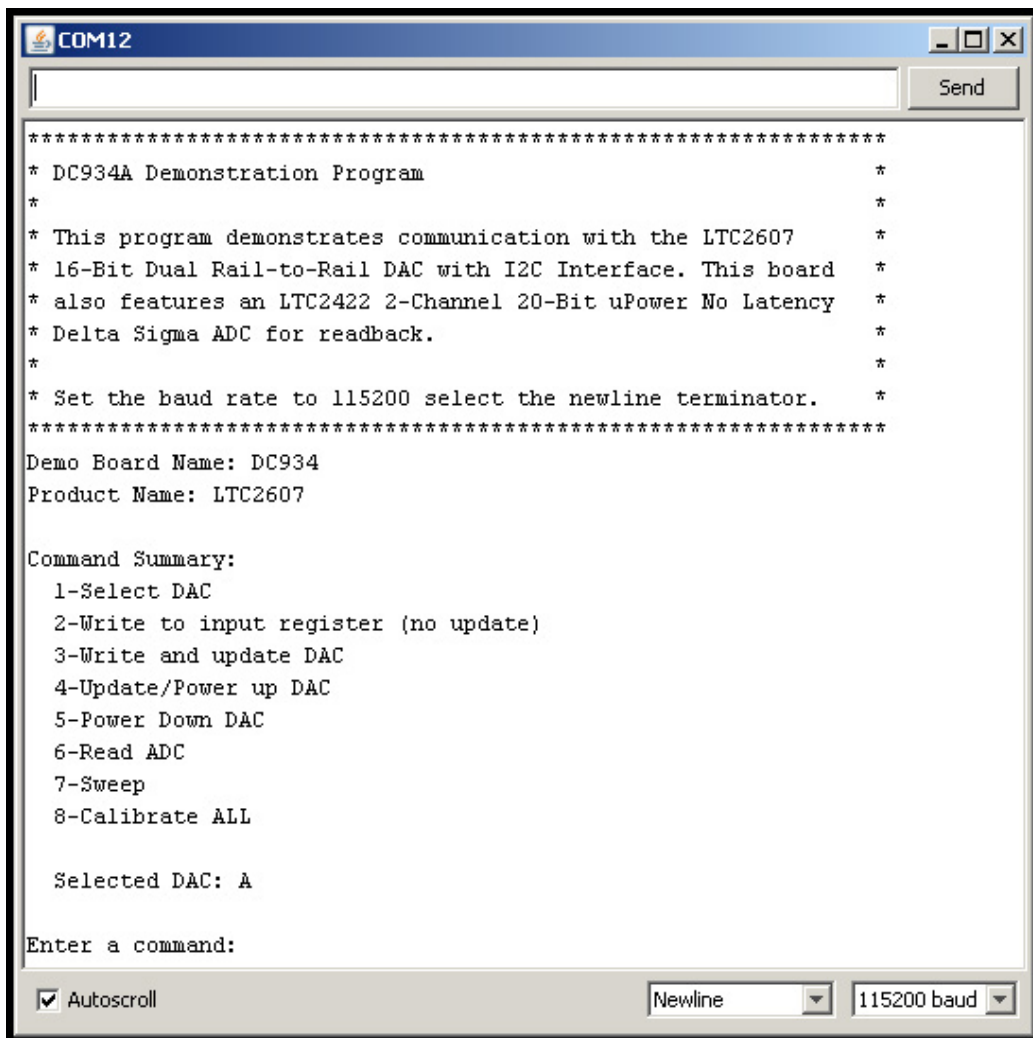 COM12
Send
*****************************************************************
* DC934A Demonstration Program *
* *
* This program demonstrates communication with the LTC2607 *
* 16-Bit Dual Rail-to-Rail DAC with I2C Interface. This board *
* also features an LTC2422 2-Channel 20-Bit uPower No Latency *
* Delta Sigma ADC for readback. *
* *
* Set the baud rate to 115200 select the newline terminator. *
*****************************************************************
Demo Board Name: DC934
Product Name: LTC2607
Command Summary:
1-Select DAC
2-Write to input register (no update)
3-Write and update DAC
4-Update/Power up DAC
5-Power Down DAC
6-Read ADC
7-Sweep
8-Calibrate ALL
Selected DAC: A
Enter a command:
Autoscroll Newline 115200 baud